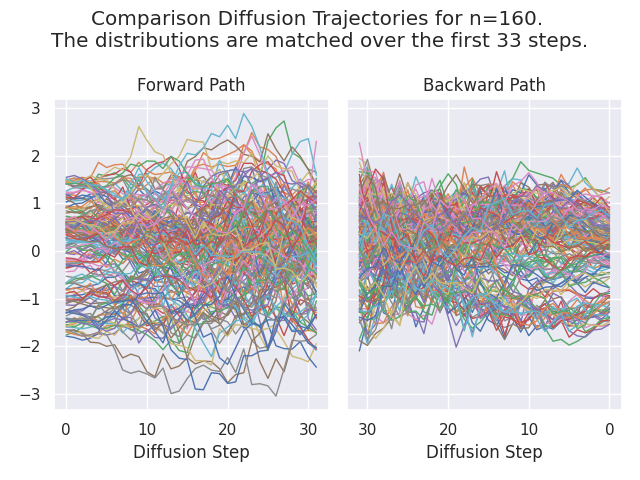 Comparison Diffusion Trajectories for n=160.
The distributions are matched over the first 33 steps.
Forward Path
Backward Path
3
2
1
0
−1
−2
−3
0 10 20 30
30 20 10 0
Diffusion Step
Diffusion Step